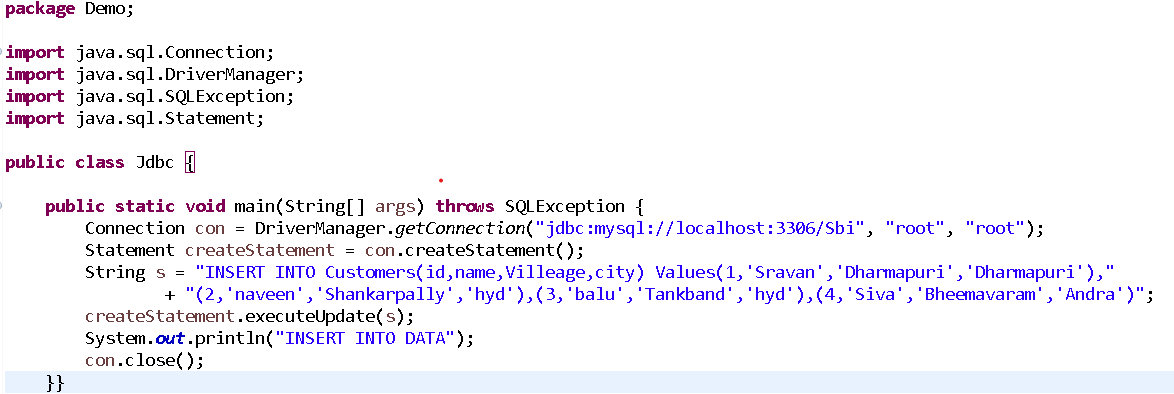 package Demo;
import java.sql.Connection;
import java.sql.DriverManager;
import java.sql.SQLException;
import java.sql.Statement;
public class Jdbc {
public static void main(String[] args) throws SQLException {
Connection con = DriverManager.getConnection("jdbc:mysql://localhost:3306/Sbi", "root", "root");
Statement createStatement = con.createStatement();
String s = "INSERT INTO Customers(id,name,Villeage,city) Values(1,'Sravan','Dharmapuri','Dharmapuri'),"
+ "(2,'naveen','Shankarpally','hyd'),(3,'balu','Tankband','hyd'),(4,'Siva','Bheemavaram','Andra')";
createStatement.executeUpdate(s);
System.out.println("INSERT INTO DATA");
con.close();
}}